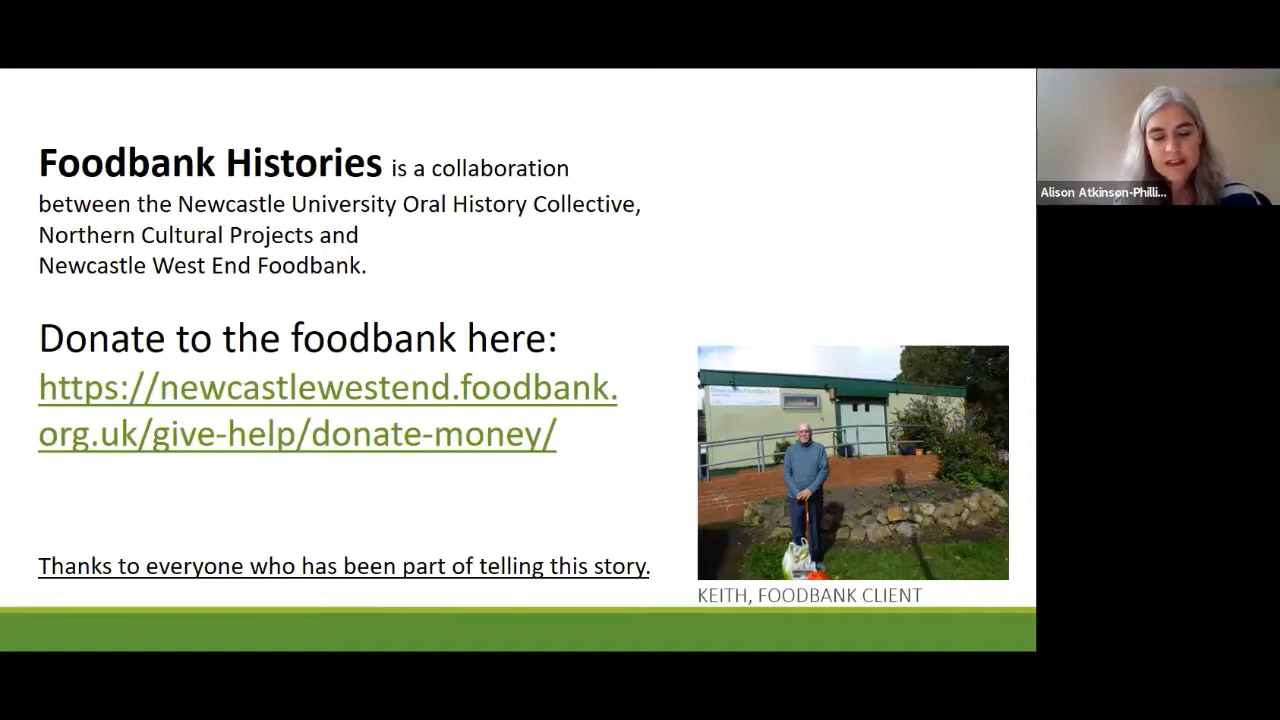 Foodbank Histories is a collaboration
between the Newcastle University Oral History Collective,
Northern Cultural Projects and
Newcastle West End Foodbank.
Donate to the foodbank here:
https://newcastlewestend.foodbank.
org.uk/give-help/donate-money/
Thanks to everyone who has been part of telling this story.
KEITH, FOODBANK CLIENT
Alison Atkinson-Philli...